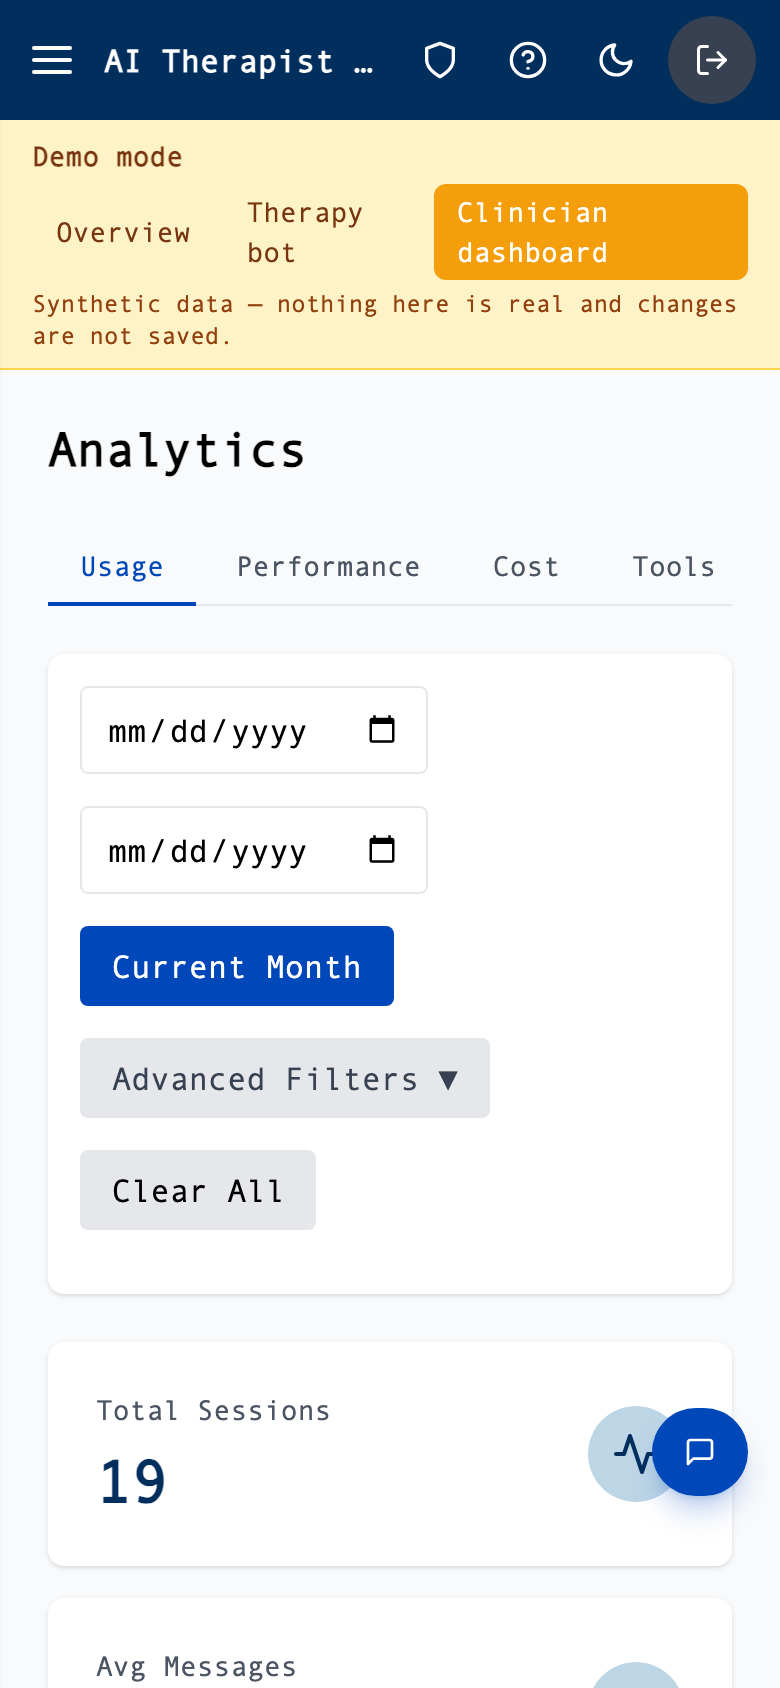 AI Therapist …
Demo mode
Overview
Therapy
bot
Clinician
dashboard
Synthetic data — nothing here is real and changes
are not saved.
Analytics
Usage Performance Cost Tools
mm/dd/yyyy
mm/dd/yyyy
Current Month
Advanced Filters ▼
Clear All
Total Sessions
19
Avg Messages